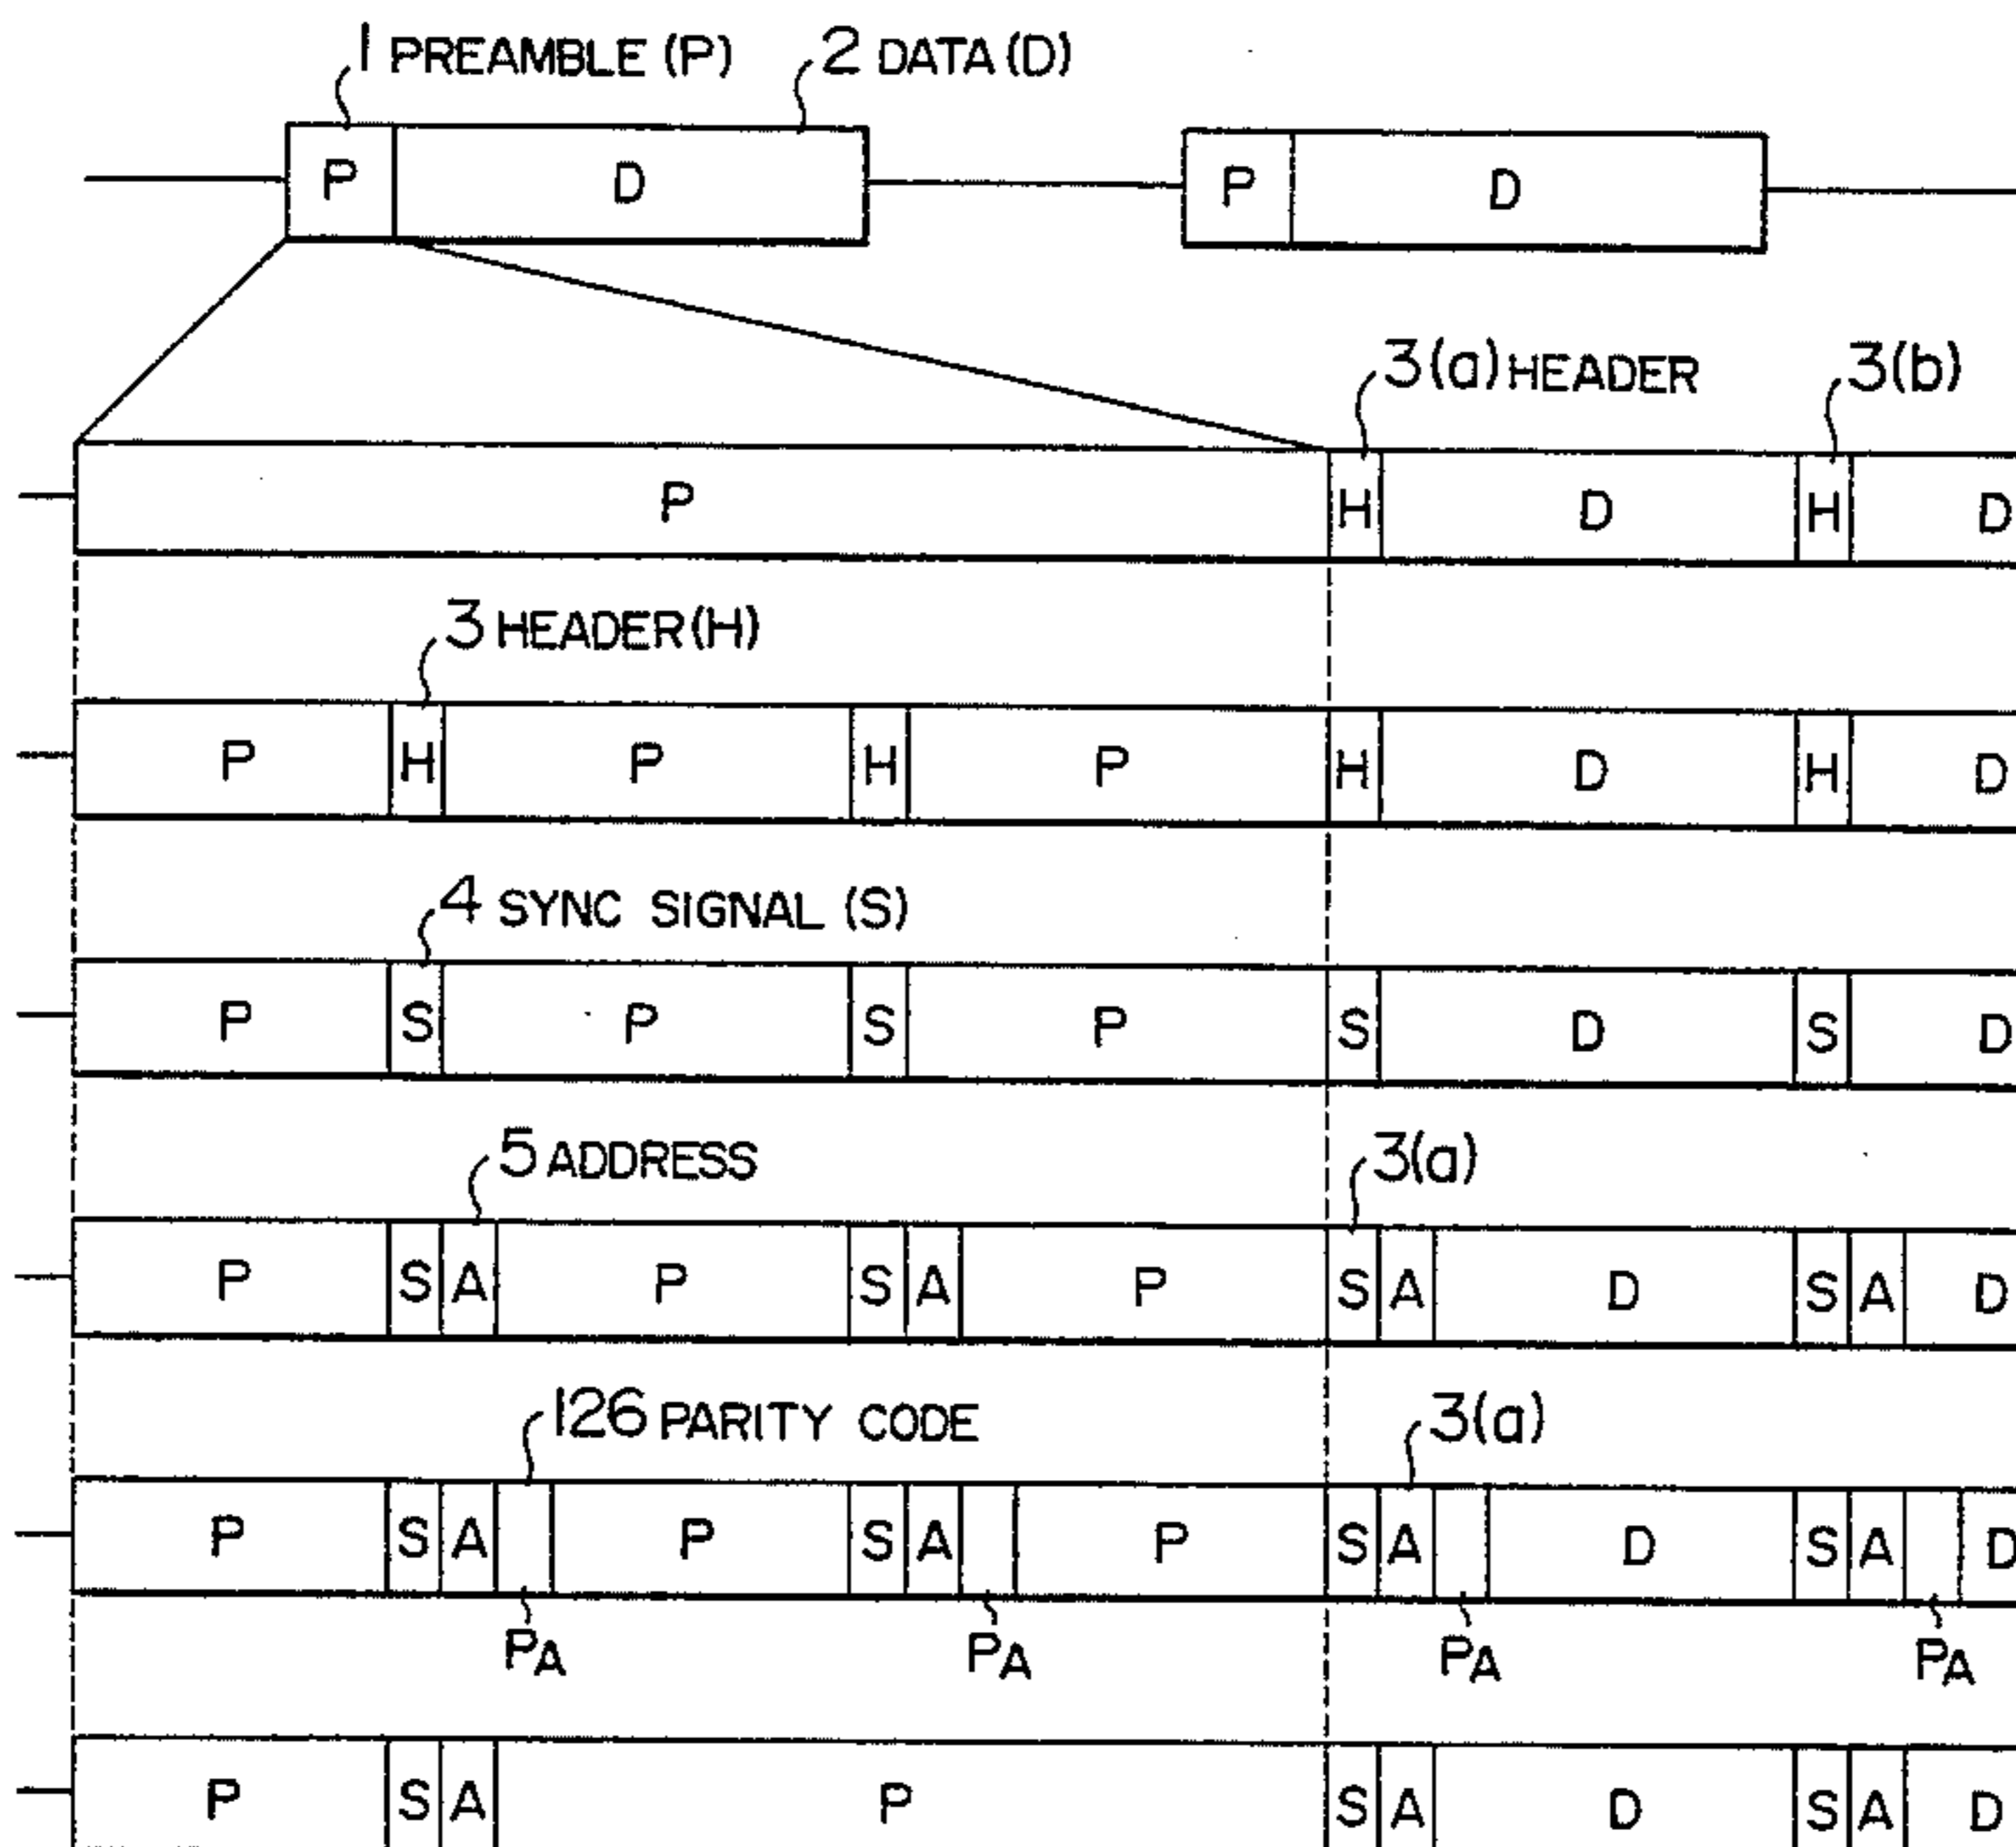 1 PREAMBLE (P) 2 DATA (D)
P D P D
3(a) HEADER 3(b)
P H D H D
3 HEADER (H)
P H P H P H D H D
4 SYNC SIGNAL (S)
P S P S P S D S D
5 ADDRESS 3(a)
P S A P S A P S A D S A D
126 PARITY CODE 3(a)
P S A P S A P S A D S A D
PA PA PA PA
P S A P S A D S A D